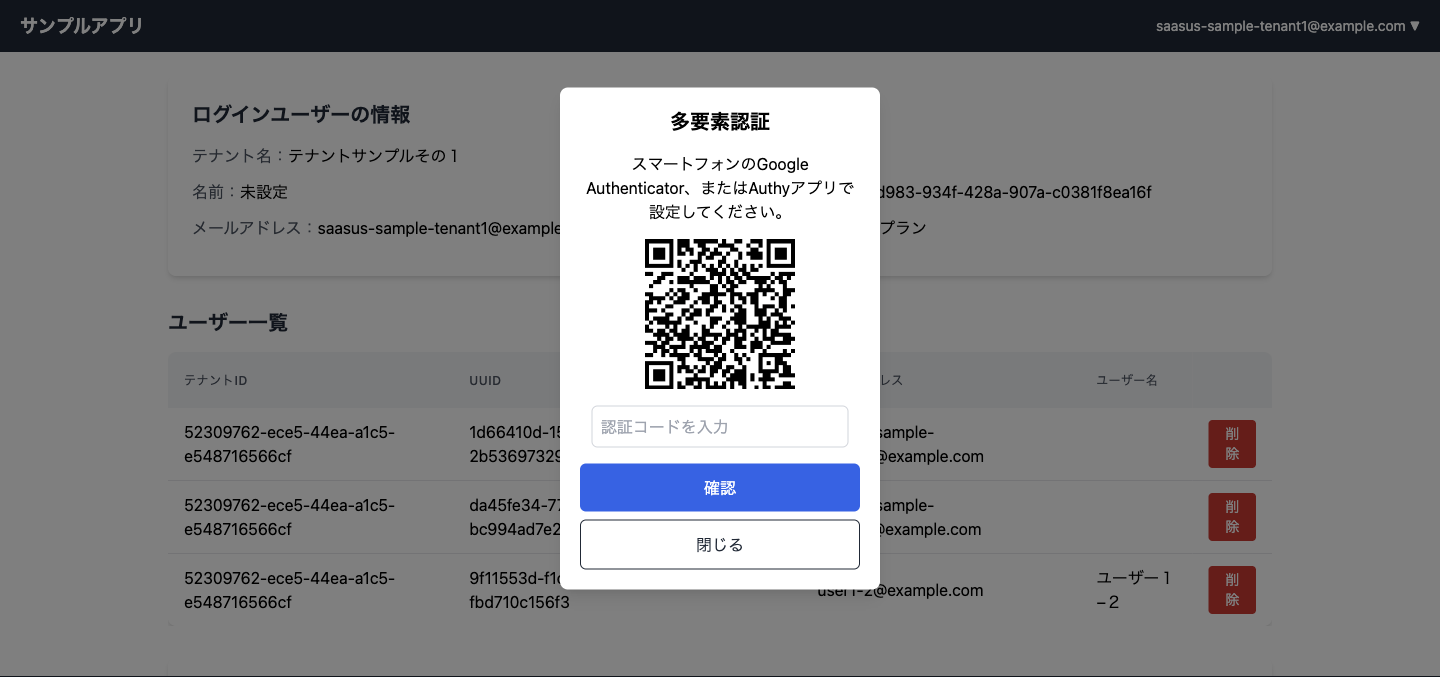 サンプルアプリ
saasus-sample-tenant1@example.com ▼
ログインユーザーの情報
テナント名：テナントサンプルその１
名前：未設定
d983-934f-428a-907a-c0381f8ea16f
メールアドレス：saasus-sample-tenant1@example
プラン
多要素認証
スマートフォンのGoogle
Authenticator、またはAuthyアプリで
設定してください。
認証コードを入力
確認
閉じる
ユーザー一覧
テナントID
UUID
レス
ユーザー名
52309762-ece5-44ea-a1c5-
e548716566cf
1d66410d-15
2b53697329
sample-
@example.com
削
除
52309762-ece5-44ea-a1c5-
e548716566cf
da45fe34-77
bc994ad7e2
sample-
@example.com
削
除
52309762-ece5-44ea-a1c5-
e548716566cf
9f11553d-f1
fbd710c156f3
user1-2@example.com
ユーザー１
−２
削
除